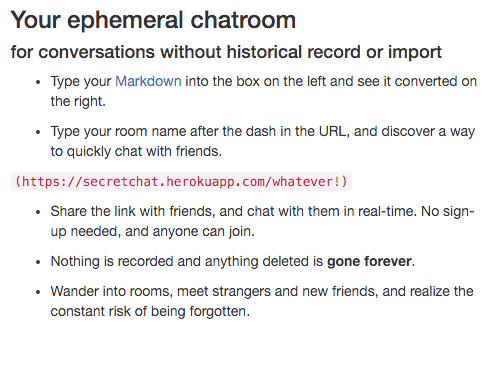 Your ephemeral chatroom
for conversations without historical record or import
Type your Markdown into the box on the left and see it converted on
the right.
Type your room name after the dash in the URL, and discover a way
to quickly chat with friends.
(https://secretchat.herokuapp.com/whatever!)
Share the link with friends, and chat with them in real-time. No sign-
up needed, and anyone can join.
Nothing is recorded and anything deleted is gone forever.
Wander into rooms, meet strangers and new friends, and realize the
constant risk of being forgotten.